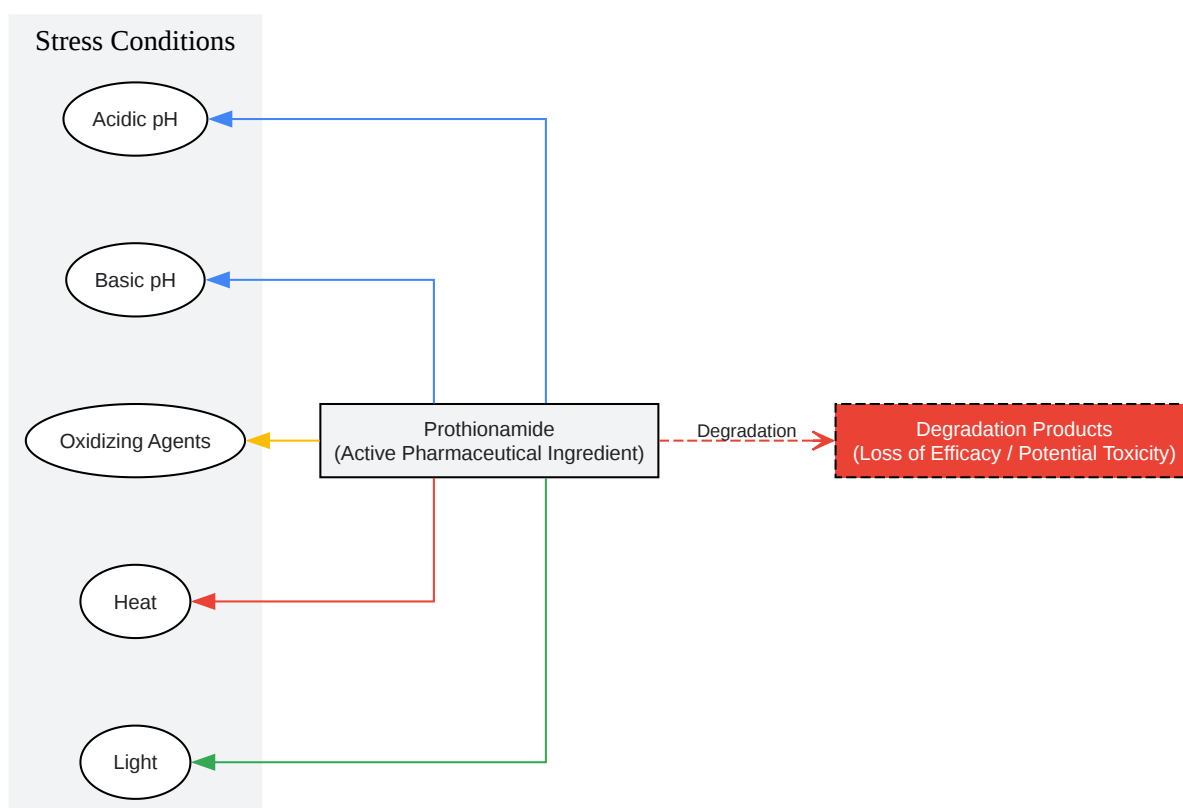 Stress Conditions
Acidic pH
Basic pH
Oxidizing Agents
Prothionamide
(Active Pharmaceutical Ingredient)
Degradation
Degradation Products
(Loss of Efficacy / Potential Toxicity)
Heat
Light